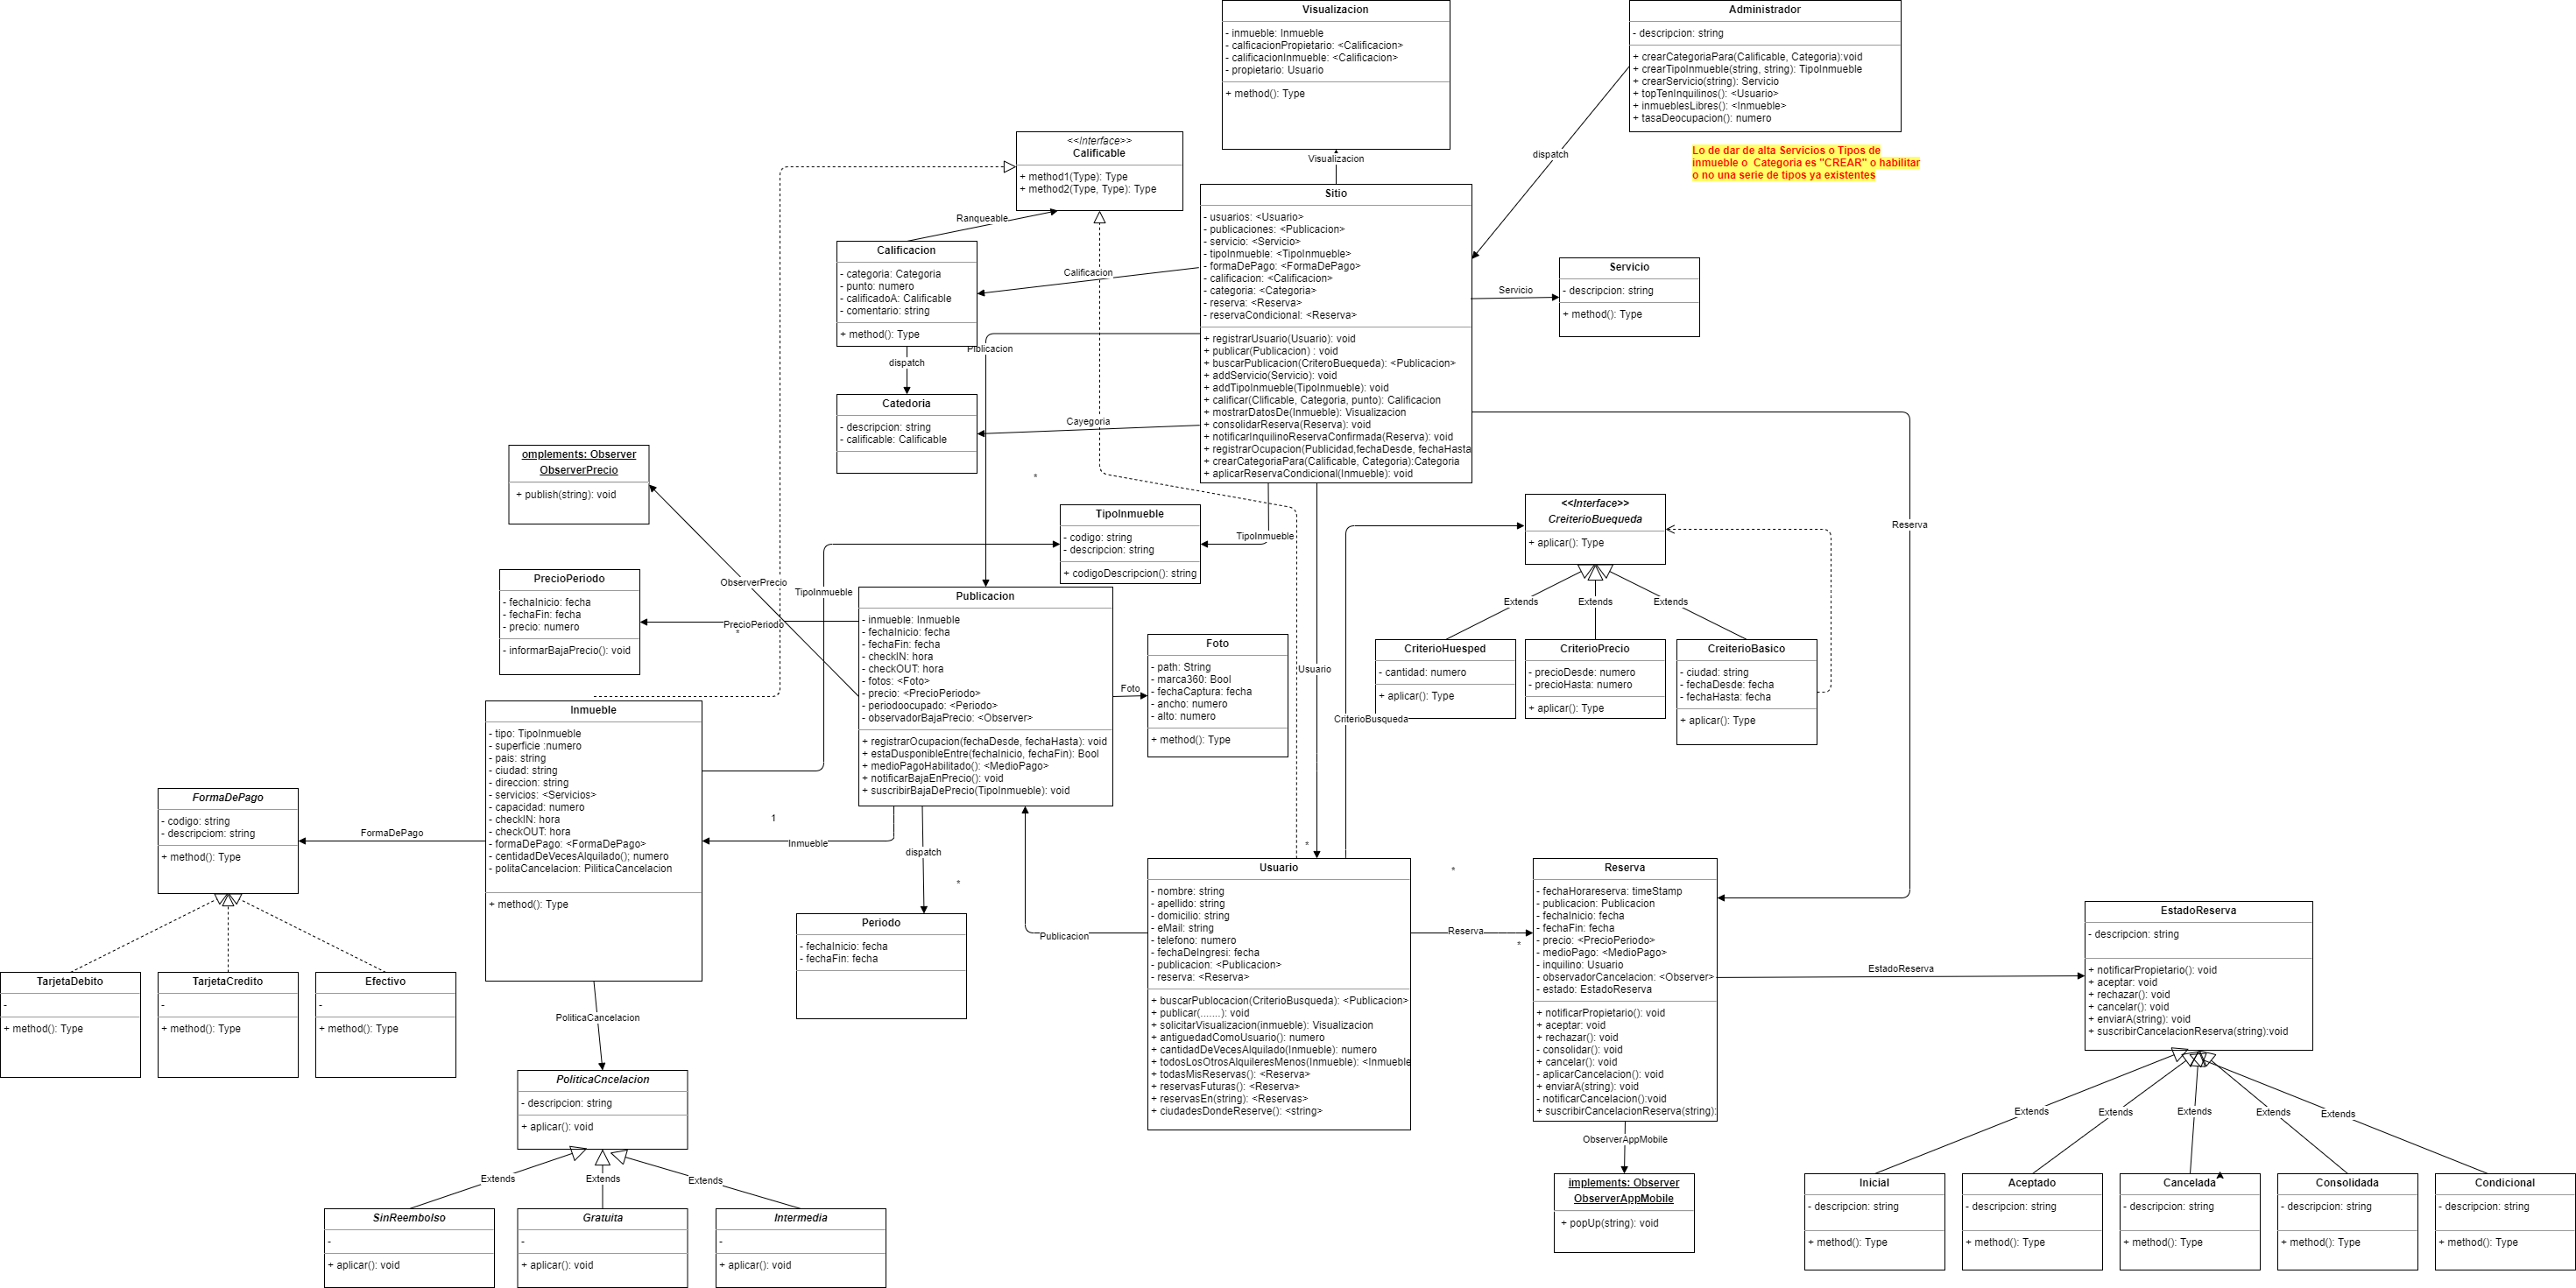 Visualizacion
- inmueble: Inmueble
- calficacionPropietario: <Calificacion>
- calificacionInmueble: <Calificacion>
- propietario: Usuario
+ method(): Type
Administrador
- descripcion: string
+ crearCategoriaPara(Calificable, Categoria):void
+ crearTipoInmueble(string, string): TipoInmueble
+ crearServicio(string): Servicio
+ topTenInquilinos(): <Usuario>
+ inmueblesLibres(): <Inmueble>
+ tasaDeocupacion(): numero
Lo de dar de alta Servicios o Tipos de
inmueble o  Categoria es "CREAR" o habilitar
o no una serie de tipos ya existentes
dispatch
Visualizacion
<<Interface>>
Calificable
+ method1(Type): Type
+ method2(Type, Type): Type
Ranqueable
Sitio
- usuarios: <Usuario>
- publicaciones: <Publicacion>
- servicio: <Servicio>
- tipoInmueble: <TipoInmueble>
- formaDePago: <FormaDePago>
- calificacion: <Calificacion>
- categoria: <Categoria>
- reserva: <Reserva>
- reservaCondicional: <Reserva>
+ registrarUsuario(Usuario): void
+ publicar(Publicacion) : void
+ buscarPublicacion(CriteroBuequeda): <Publicacion>
+ addServicio(Servicio): void
+ addTipoInmueble(TipoInmueble): void
+ calificar(Clificable, Categoria, punto): Calificacion
+ mostrarDatosDe(Inmueble): Visualizacion
+ consolidarReserva(Reserva): void
+ notificarInquilinoReservaConfirmada(Reserva): void
+ registrarOcupacion(Publicidad,fechaDesde, fechaHasta
+ crearCategoriaPara(Calificable, Categoria):Categoria
+ aplicarReservaCondicional(Inmueble): void
Calificacion
- categoria: Categoria
- punto: numero
- calificadoA: Calificable
- comentario: string
+ method(): Type
Calificacion
Servicio
Servicio
- descripcion: string
+ method(): Type
Piblicacion
dispatch
Catedoria
- descripcion: string
- calificable: Calificable
Cayegoria
omplements: Observer
ObserverPrecio
+ publish(string): void
*
TipoInmueble
- codigo: string
- descripcion: string
+ codigoDescripcion(): string
TipoInmueble
<<Interface>>
CreiterioBuequeda
+ aplicar(): Type
Reserva
Extends
Extends
Extends
PrecioPeriodo
- fechaInicio: fecha
- fechaFin: fecha
- precio: numero
- informarBajaPrecio(): void
ObserverPrecio
TipoInmueble
PrecioPeriodo
*
Publicacion
- inmueble: Inmueble
- fechaInicio: fecha
- fechaFin: fecha
- checkIN: hora
- checkOUT: hora
- fotos: <Foto>
- precio: <PrecioPeriodo>
- periodoocupado: <Periodo>
- observadorBajaPrecio: <Observer>
+ registrarOcupacion(fechaDesde, fechaHasta): void
+ estaDusponibleEntre(fechaInicio, fechaFin): Bool
+ medioPagoHabilitado(): <MedioPago>
+ notificarBajaEnPrecio(): void
+ suscribirBajaDePrecio(TipoInmueble): void
Foto
Foto
- path: String
- marca360: Bool
- fechaCaptura: fecha
- ancho: numero
- alto: numero
+ method(): Type
Usuario
CriterioBusqueda
CriterioHuesped
- cantidad: numero
+ aplicar(): Type
CriterioPrecio
- precioDesde: numero
- precioHasta: numero
+ aplicar(): Type
CreiterioBasico
- ciudad: string
- fechaDesde: fecha
- fechaHasta: fecha
+ aplicar(): Type
Inmueble
- tipo: TipoInmueble
- superficie :numero
- pais: string
- ciudad: string
- direccion: string
- servicios: <Servicios>
- capacidad: numero
- checkIN: hora
- checkOUT: hora
- formaDePago: <FormaDePago>
- centidadDeVecesAlquilado(); numero
- politaCancelacion: PiliticaCancelacion
+ method(): Type
FormaDePago
FormaDePago
- codigo: string
- descripciom: string
+ method(): Type
1
Inmueble
dispatch
*
Periodo
- fechaInicio: fecha
- fechaFin: fecha
Publicacion
*
Usuario
- nombre: string
- apellido: string
- domicilio: string
- eMail: string
- telefono: numero
- fechaDeIngresi: fecha
- publicacion: <Publicacion>
- reserva: <Reserva>
+ buscarPublocacion(CriterioBusqueda): <Publicacion>
+ publicar(.......): void
+ solicitarVisualizacion(inmueble): Visualizacion
+ antiguedadComoUsuario(): numero
+ cantidadDeVecesAlquilado(Inmueble): numero
+ todosLosOtrosAlquileresMenos(Inmueble): <Inmueble
+ todasMisReservas(): <Reserva>
+ reservasFuturas(): <Reserva>
+ reservasEn(string): <Reservas>
+ ciudadesDondeReserve(): <string>
*
Reserva
*
Reserva
- fechaHorareserva: timeStamp
- publicacion: Publicacion
- fechaInicio: fecha
- fechaFin: fecha
- precio: <PrecioPeriodo>
- medioPago: <MedioPago>
- inquilino: Usuario
- observadorCancelacion: <Observer>
- estado: EstadoReserva
+ notificarPropietario(): void
+ aceptar: void
+ rechazar(): void
- consolidar(): void
+ cancelar(): void
- aplicarCancelacion(): void
+ enviarA(string): void
- notificarCancelacion():void
+ suscribirCancelacionReserva(string):
EstadoReserva
EstadoReserva
- descripcion: string
+ notificarPropietario(): void
+ aceptar: void
+ rechazar(): void
+ cancelar(): void
+ enviarA(string): void
+ suscribirCancelacionReserva(string):void
TarjetaDebito
-
+ method(): Type
TarjetaCredito
-
+ method(): Type
Efectivo
-
+ method(): Type
PoliticaCancelacion
PoliticaCncelacion
- descripcion: string
+ aplicar(): void
Extends
Extends
Extends
SinReembolso
-
+ aplicar(): void
Gratuita
-
+ aplicar(): void
Intermedia
-
+ aplicar(): void
ObserverAppMobile
implements: Observer
ObserverAppMobile
+ popUp(string): void
Extends
Extends
Extends
Extends
Extends
Inicial
- descripcion: string
+ method(): Type
Aceptado
- descripcion: string
+ method(): Type
Cancelada
- descripcion: string
+ method(): Type
Consolidada
- descripcion: string
+ method(): Type
Condicional
- descripcion: string
+ method(): Type